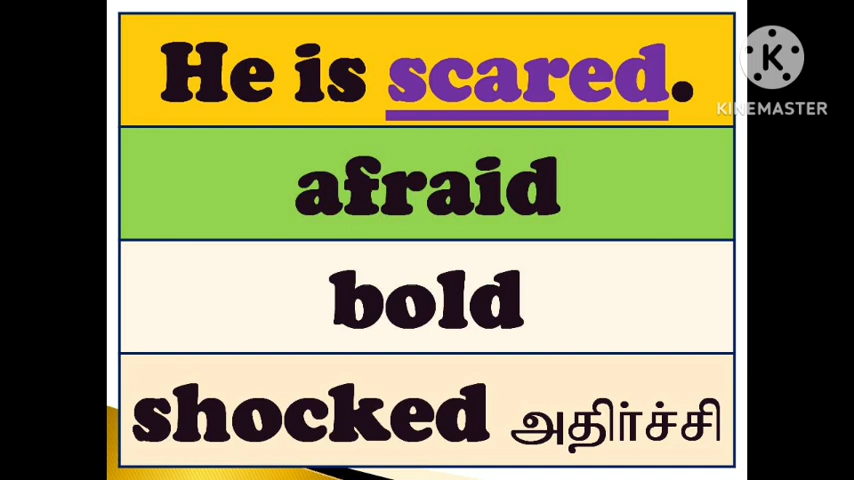 He is scared.
KINEMASTER
afraid
bold
shocked அதிர்ச்சி